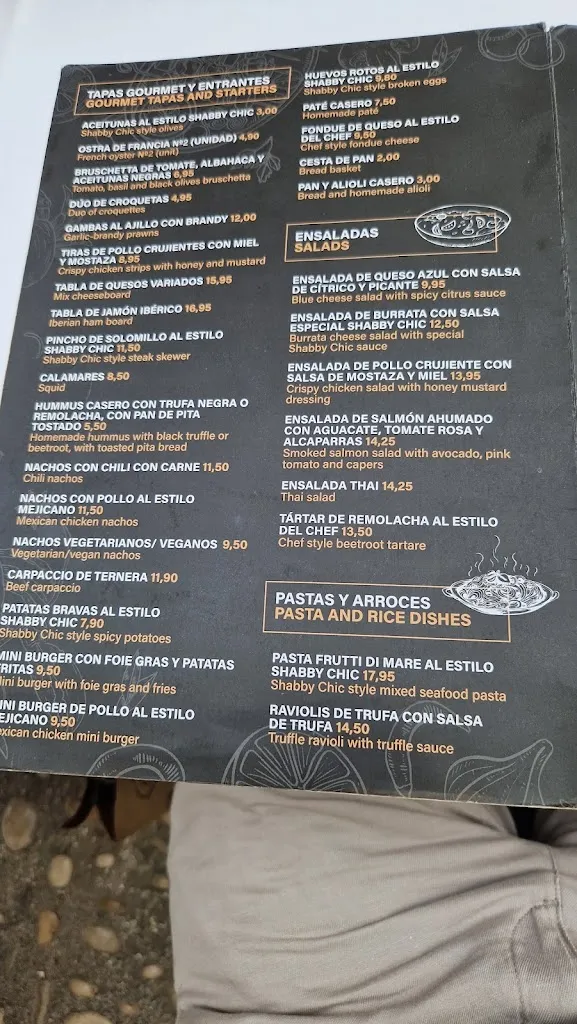 TAPAS GOURMET Y ENTRANTES
GOURMET TAPAS AND STARTERS
ACEITUNAS AL ESTILO SHABBY CHIC 3,00
Shabby Chic style olives
OSTRA DE FRANCIA Nº2 (UNIDAD) 4,90
French oyster Nº2 (unit)
BRUSCHETTA DE TOMATE, ALBAHACA Y
ACEITUNAS NEGRAS 6,95
Tomato, basil and black olives bruschetta
DÚO DE CROQUETAS 4,95
Duo of croquettes
GAMBAS AL AJILLO CON BRANDY 12,00
Garlic-brandy prawns
TIRAS DE POLLO CRUJIENTES CON MIEL
Y MOSTAZA 8,95
Crispy chicken strips with honey and mustard
TABLA DE QUESOS VARIADOS 15,95
Mix cheeseboard
TABLA DE JAMÓN IBÉRICO 16,95
Iberian ham board
PINCHO DE SOLOMILLO AL ESTILO
SHABBY CHIC 11,50
Shabby Chic style steak skewer
CALAMARES 8,50
Squid
HUMMUS CASERO CON TRUFA NEGRA O
REMOLACHA, CON PAN DE PITA
TOSTADO 5,50
Homemade hummus with black truffle or
beetroot, with toasted pita bread
NACHOS CON CHILI CON CARNE 11,50
Chili nachos
NACHOS CON POLLO AL ESTILO
MEJICANO 11,50
Mexican chicken nachos
NACHOS VEGETARIANOS/ VEGANOS 9,50
Vegetarian/vegan nachos
CARPACCIO DE TERNERA 11,90
Beef carpaccio
PATATAS BRAVAS AL ESTILO
SHABBY CHIC 7,90
Shabby Chic style spicy potatoes
MINI BURGER CON FOIE GRAS Y PATATAS
FRITAS 9,50
Mini burger with foie gras and fries
INI BURGER DE POLLO AL ESTILO
EJICANO 9,50
exican chicken mini burger
HUEVOS ROTOS AL ESTILO
SHABBY CHIC 9,80
Shabby Chic style broken eggs
PATÉ CASERO 7,50
Homemade paté
FONDUE DE QUESO AL ESTILO
DEL CHEF 9,50
Chef style fondue cheese
CESTA DE PAN 2,00
Bread basket
PAN Y ALIOLI CASERO 3,00
Bread and homemade alioli
ENSALADAS
SALADS
ENSALADA DE QUESO AZUL CON SALSA
DE CÍTRICO Y PICANTE 9,95
Blue cheese salad with spicy citrus sauce
ENSALADA DE BURRATA CON SALSA
ESPECIAL SHABBY CHIC 12,50
Burrata cheese salad with special
Shabby Chic sauce
ENSALADA DE POLLO CRUJIENTE CON
SALSA DE MOSTAZA Y MIEL 13,95
Crispy chicken salad with honey mustard
dressing
ENSALADA DE SALMÓN AHUMADO
CON AGUACATE, TOMATE ROSA Y
ALCAPARRAS 14,25
Smoked salmon salad with avocado, pink
tomato and capers
ENSALADA THAI 14,25
Thai salad
TÁRTAR DE REMOLACHA AL ESTILO
DEL CHEF 13,50
Chef style beetroot tartare
PASTAS Y ARROCES
PASTA AND RICE DISHES
PASTA FRUTTI DI MARE AL ESTILO
SHABBY CHIC 17,95
Shabby Chic style mixed seafood pasta
RAVIOLIS DE TRUFA CON SALSA
DE TRUFA 14,50
Truffle ravioli with truffle sauce